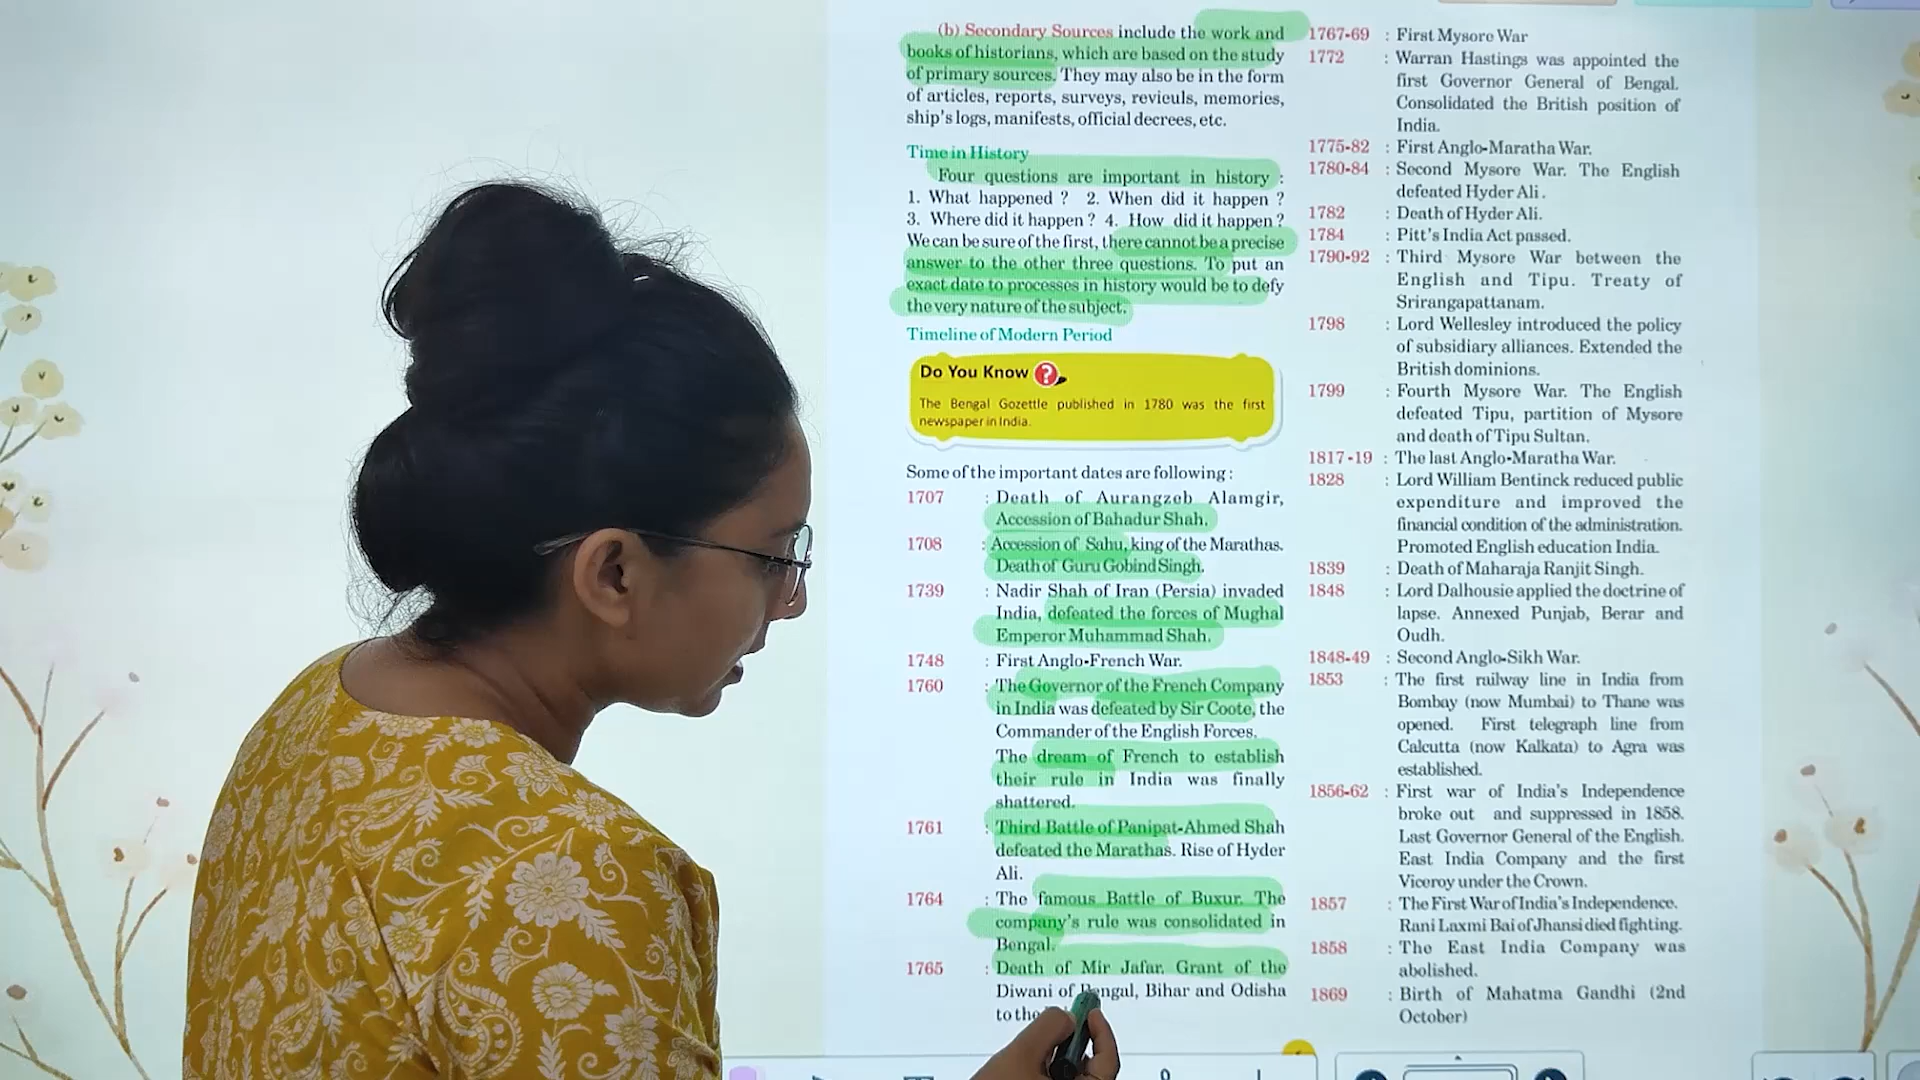 (b) Secondary Sources include the work and
books of historians, which are based on the study
of primary sources. They may also be in the form
of articles, reports, surveys, revieuls, memories,
ship's logs, manifests, official decrees, etc.
Time in History
Four questions are important in history :
1. What happened ? 2. When did it happen ?
3. Where did it happen ? 4. How did it happen ?
We can be sure of the first, there cannot be a precise
answer to the other three questions. To put an
exact date to processes in history would be to defy
the very nature of the subject.
Timeline of Modern Period
Do You Know ?
The Bengal Gozettle published in 1780 was the first
newspaper in India.
Some of the important dates are following :
1707 : Death of Aurangzeb Alamgir,
Accession of Bahadur Shah.
1708 : Accession of Sahu, king of the Marathas.
Death of Guru Gobind Singh.
1739 : Nadir Shah of Iran (Persia) invaded
India, defeated the forces of Mughal
Emperor Muhammad Shah.
1748 : First Anglo-French War.
1760 : The Governor of the French Company
in India was defeated by Sir Coote, the
Commander of the English Forces.
The dream of French to establish
their rule in India was finally
shattered.
1761 : Third Battle of Panipat-Ahmed Shah
defeated the Marathas. Rise of Hyder
Ali.
1764 : The famous Battle of Buxur. The
company's rule was consolidated in
Bengal.
1765 : Death of Mir Jafar. Grant of the
Diwani of Bengal, Bihar and Odisha
to the
1767-69 : First Mysore War
1772 : Warran Hastings was appointed the
first Governor General of Bengal.
Consolidated the British position of
India.
1775-82 : First Anglo-Maratha War.
1780-84 : Second Mysore War. The English
defeated Hyder Ali .
1782 : Death of Hyder Ali.
1784 : Pitt's India Act passed.
1790-92 : Third Mysore War between the
English and Tipu. Treaty of
Srirangapattanam.
1798 : Lord Wellesley introduced the policy
of subsidiary alliances. Extended the
British dominions.
1799 : Fourth Mysore War. The English
defeated Tipu, partition of Mysore
and death of Tipu Sultan.
1817-19 : The last Anglo-Maratha War.
1828 : Lord William Bentinck reduced public
expenditure and improved the
financial condition of the administration.
Promoted English education India.
1839 : Death of Maharaja Ranjit Singh.
1848 : Lord Dalhousie applied the doctrine of
lapse. Annexed Punjab, Berar and
Oudh.
1848-49 : Second Anglo-Sikh War.
1853 : The first railway line in India from
Bombay (now Mumbai) to Thane was
opened. First telegraph line from
Calcutta (now Kalkata) to Agra was
established.
1856-62 : First war of India's Independence
broke out and suppressed in 1858.
Last Governor General of the English.
East India Company and the first
Viceroy under the Crown.
1857 : The First War of India's Independence.
Rani Laxmi Bai of Jhansi died fighting.
1858 : The East India Company was
abolished.
1869 : Birth of Mahatma Gandhi (2nd
October)